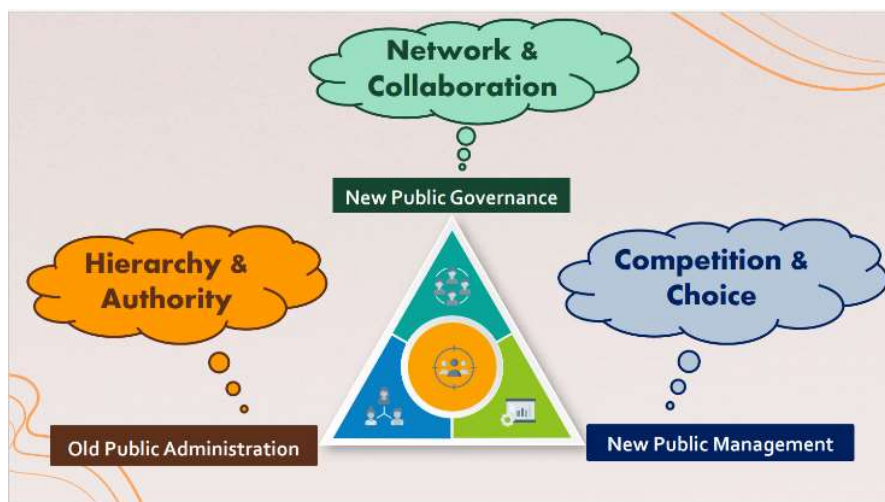 Network &
Collaboration
New Public Governance
Hierarchy &
Authority
Competition &
Choice
Old Public Administration
New Public Management